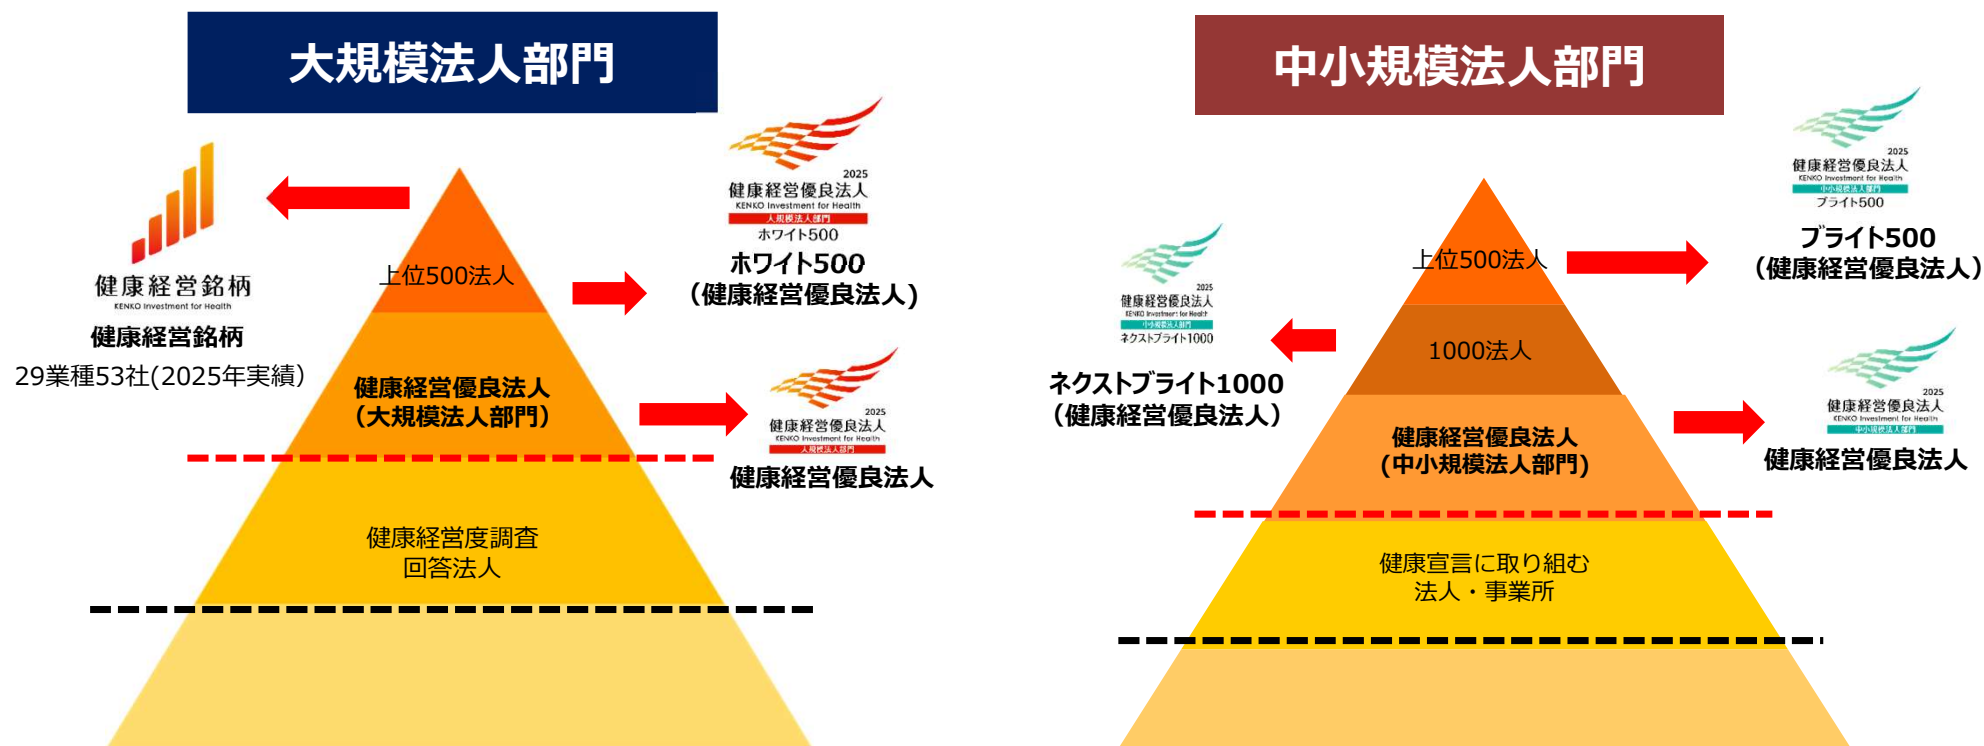 大規模法人部門
健康経営銘柄
KENKO Investment for Health
健康経営銘柄
29業種53社(2025年実績）
2025
健康経営優良法人
KENKO Investment for Health
大規模法人部門
ホワイト500
ホワイト500
（健康経営優良法人)
上位500法人
健康経営優良法人
（大規模法人部門）
2025
健康経営優良法人
KENKO Investment for Health
大規模法人部門
健康経営優良法人
健康経営度調査
回答法人
中小規模法人部門
2025
健康経営優良法人
KENKO Investment for Health
中小規模法人部門
ブライト500
ブライト500
（健康経営優良法人）
上位500法人
2025
健康経営優良法人
KENKO Investment for Health
中小規模法人部門
ネクストブライト1000
ネクストブライト1000
（健康経営優良法人）
1000法人
2025
健康経営優良法人
KENKO Investment for Health
中小規模法人部門
健康経営優良法人
健康経営優良法人
(中小規模法人部門)
健康宣言に取り組む
法人・事業所